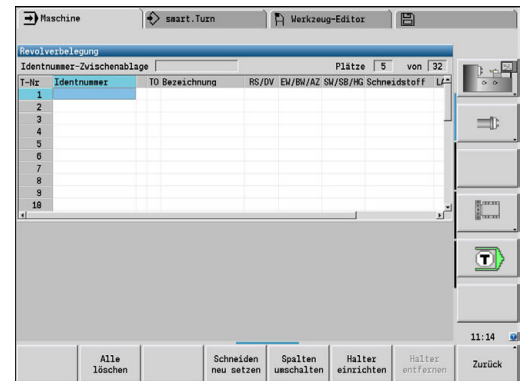 Maschine smart.Turn Werkzeug-Editor
Revolverbelegung
Identnummer-Zwischenablage Plätze 5 von 32
T-Nr Identnummer TO Bezeichnung RS/DV EW/BW/AZ SW/SB/HG Schneidstoff
1
2
3
4
5
6
7
8
9
10
T
11:14
Alle löschen Schneiden neu setzen Spalten umschalten Halter einrichten Halter entfernen Zurück